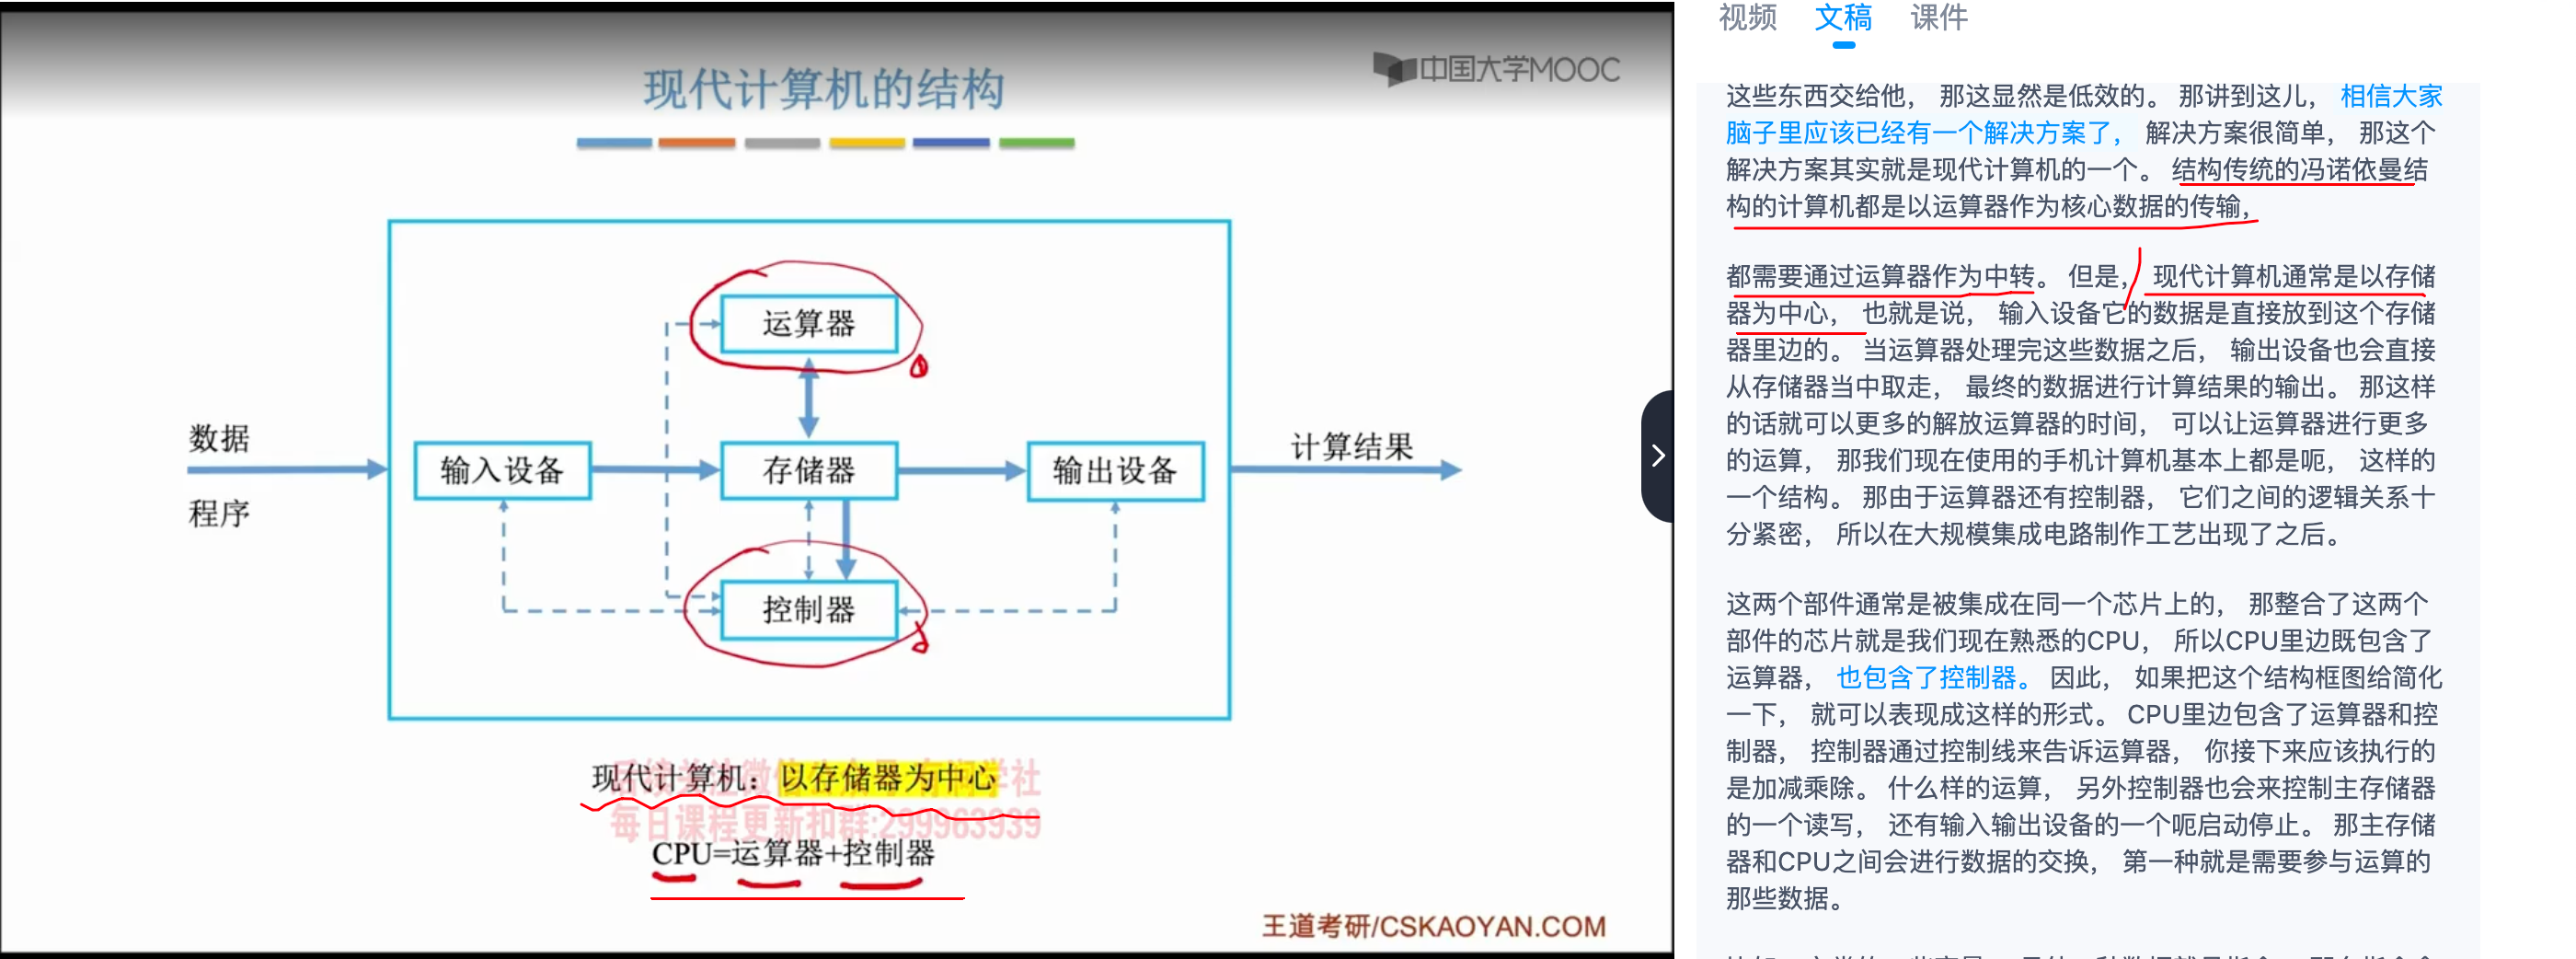 现代计算机的结构
中国大学MOOC
运算器
数据
程序
输入设备
存储器
输出设备
计算结果
控制器
现代计算机：以存储器为中心
每日课程更新扣群:299963939
CPU=运算器+控制器
王道考研/CSKAOYAN.COM
视频 文稿 课件
这些东西交给他， 那这显然是低效的。 那讲到这儿， 相信大家
脑子里应该已经有一个解决方案了， 解决方案很简单， 那这个
解决方案其实就是现代计算机的一个。 结构传统的冯诺依曼结
构的计算机都是以运算器作为核心数据的传输，
都需要通过运算器作为中转。 但是， 现代计算机通常是以存储
器为中心， 也就是说， 输入设备它的数据是直接放到这个存储
器里边的。 当运算器处理完这些数据之后， 输出设备也会直接
从存储器当中取走， 最终的数据进行计算结果的输出。 那这样
的话就可以更多的解放运算器的时间， 可以让运算器进行更多
的运算， 那我们现在使用的手机计算机基本上都是呃， 这样的
一个结构。 那由于运算器还有控制器， 它们之间的逻辑关系十
分紧密， 所以在大规模集成电路制作工艺出现了之后。
这两个部件通常是被集成在同一个芯片上的， 那整合了这两个
部件的芯片就是我们现在熟悉的CPU， 所以CPU里边既包含了
运算器， 也包含了控制器。 因此， 如果把这个结构框图给简化
一下， 就可以表现成这样的形式。 CPU里边包含了运算器和控
制器， 控制器通过控制线来告诉运算器， 你接下来应该执行的
是加减乘除。 什么样的运算， 另外控制器也会来控制主存储器
的一个读写， 还有输入输出设备的一个呃启动停止。 那主存储
器和CPU之间会进行数据的交换， 第一种就是需要参与运算的
那些数据。